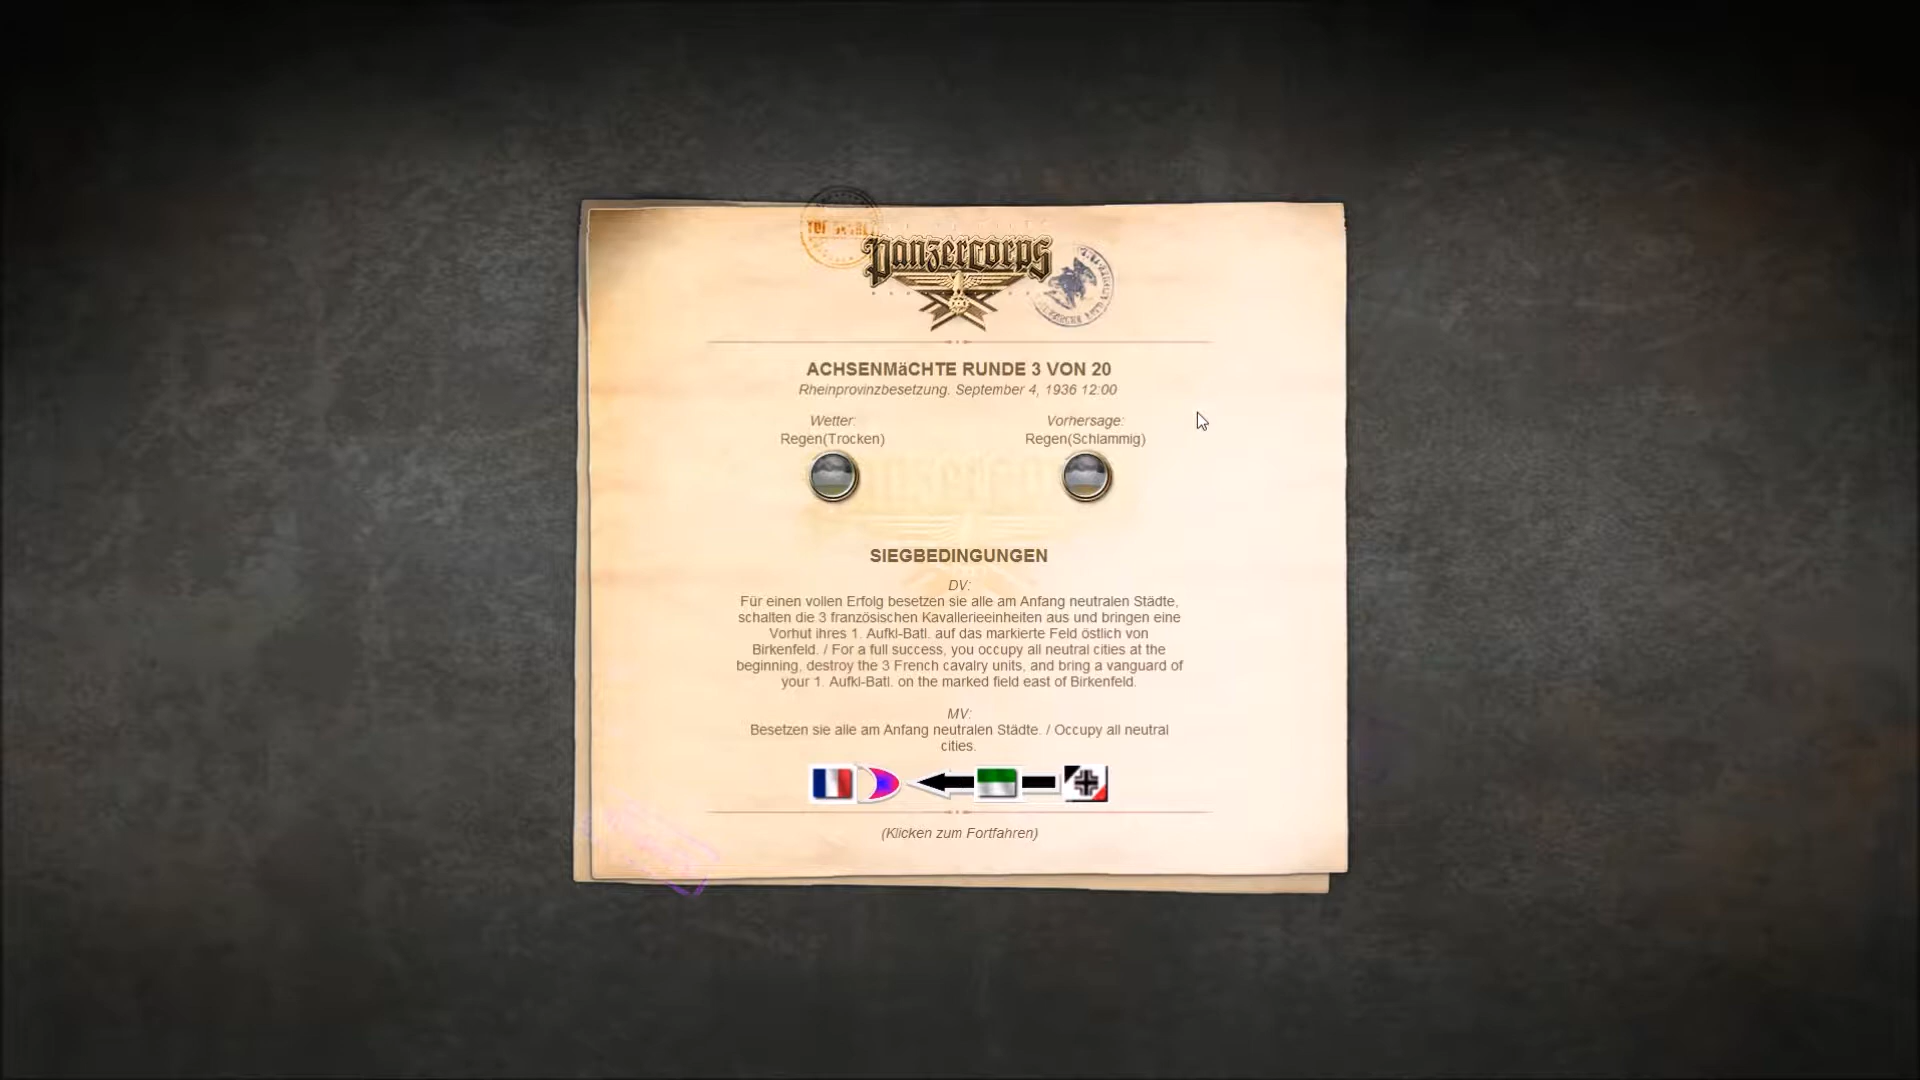 panzercorps
ACHSENMäCHTE RUNDE 3 VON 20
Rheinprovinzbesetzung. September 4, 1936 12:00
Wetter: Vorhersage:
Regen(Trocken) Regen(Schlammig)
SIEGBEDINGUNGEN
DV:
Für einen vollen Erfolg besetzen sie alle am Anfang neutralen Städte,
schalten die 3 französischen Kavallerieeinheiten aus und bringen eine
Vorhut ihres 1. Aufkl-Batl. auf das markierte Feld östlich von
Birkenfeld. / For a full success, you occupy all neutral cities at the
beginning, destroy the 3 French cavalry units, and bring a vanguard of
your 1. Aufkl-Batl. on the marked field east of Birkenfeld.
MV:
Besetzen sie alle am Anfang neutralen Städte. / Occupy all neutral
cities.
(Klicken zum Fortfahren)